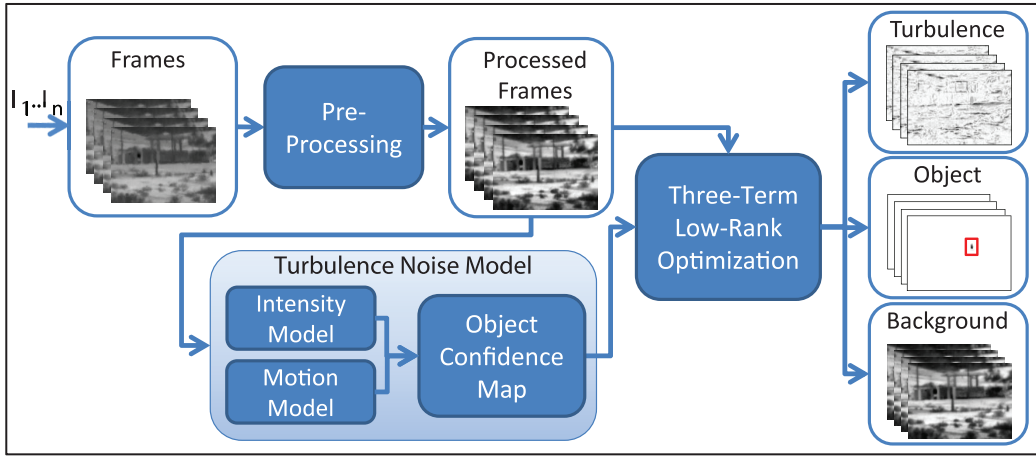 I1..In
Frames
Pre-
Processing
Processed
Frames
Three-Term
Low-Rank
Optimization
Turbulence
Object
Background
Turbulence Noise Model
Intensity
Model
Motion
Model
Object
Confidence
Map